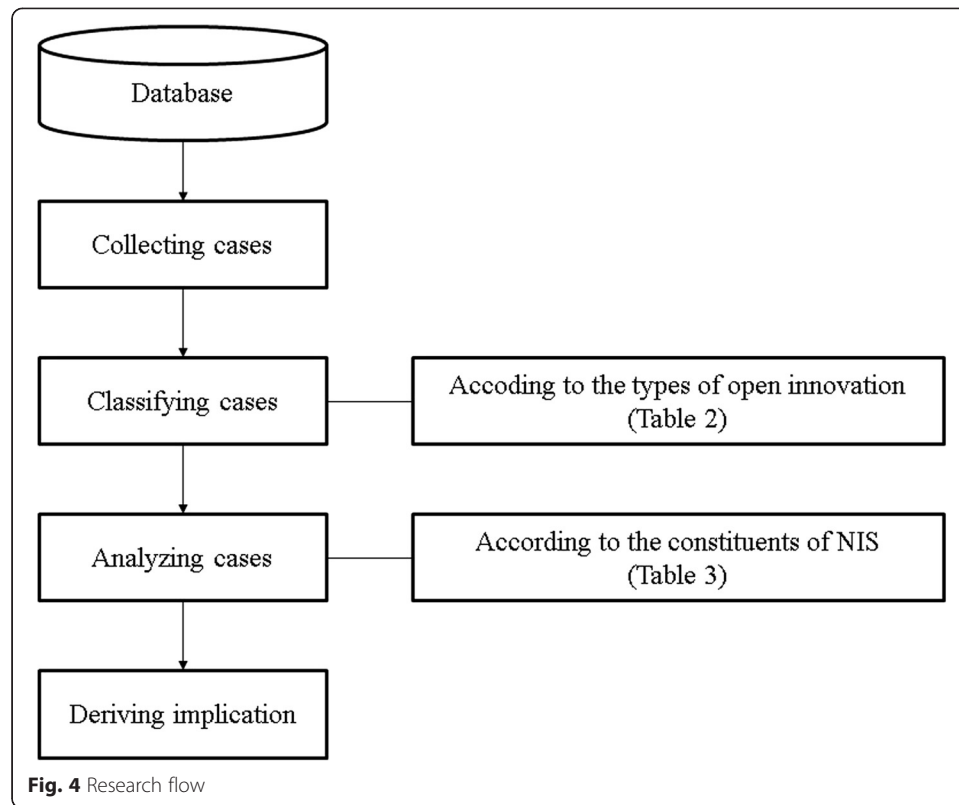 Database
Collecting cases
Classifying cases
Accoding to the types of open innovation
(Table 2)
Analyzing cases
According to the constituents of NIS
(Table 3)
Deriving implication
Fig. 4 Research flow